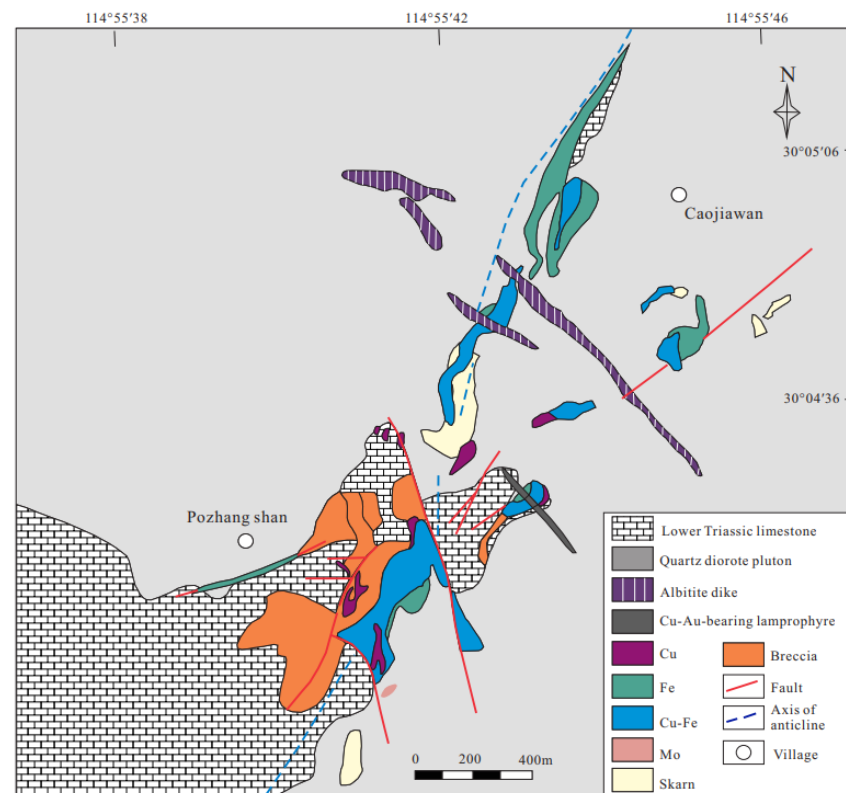 114°55′38
114°55′42
114°55′46
N
30°05′06
Caojiawan
30°04′36
Pozhang shan
Lower Triassic limestone
Quartz diorote pluton
Albitite dike
Cu-Au-bearing lamprophyre
Cu
Breccia
Fe
Fault
Cu-Fe
Axis of
anticline
Mo
Village
Skarn
0 200 400m